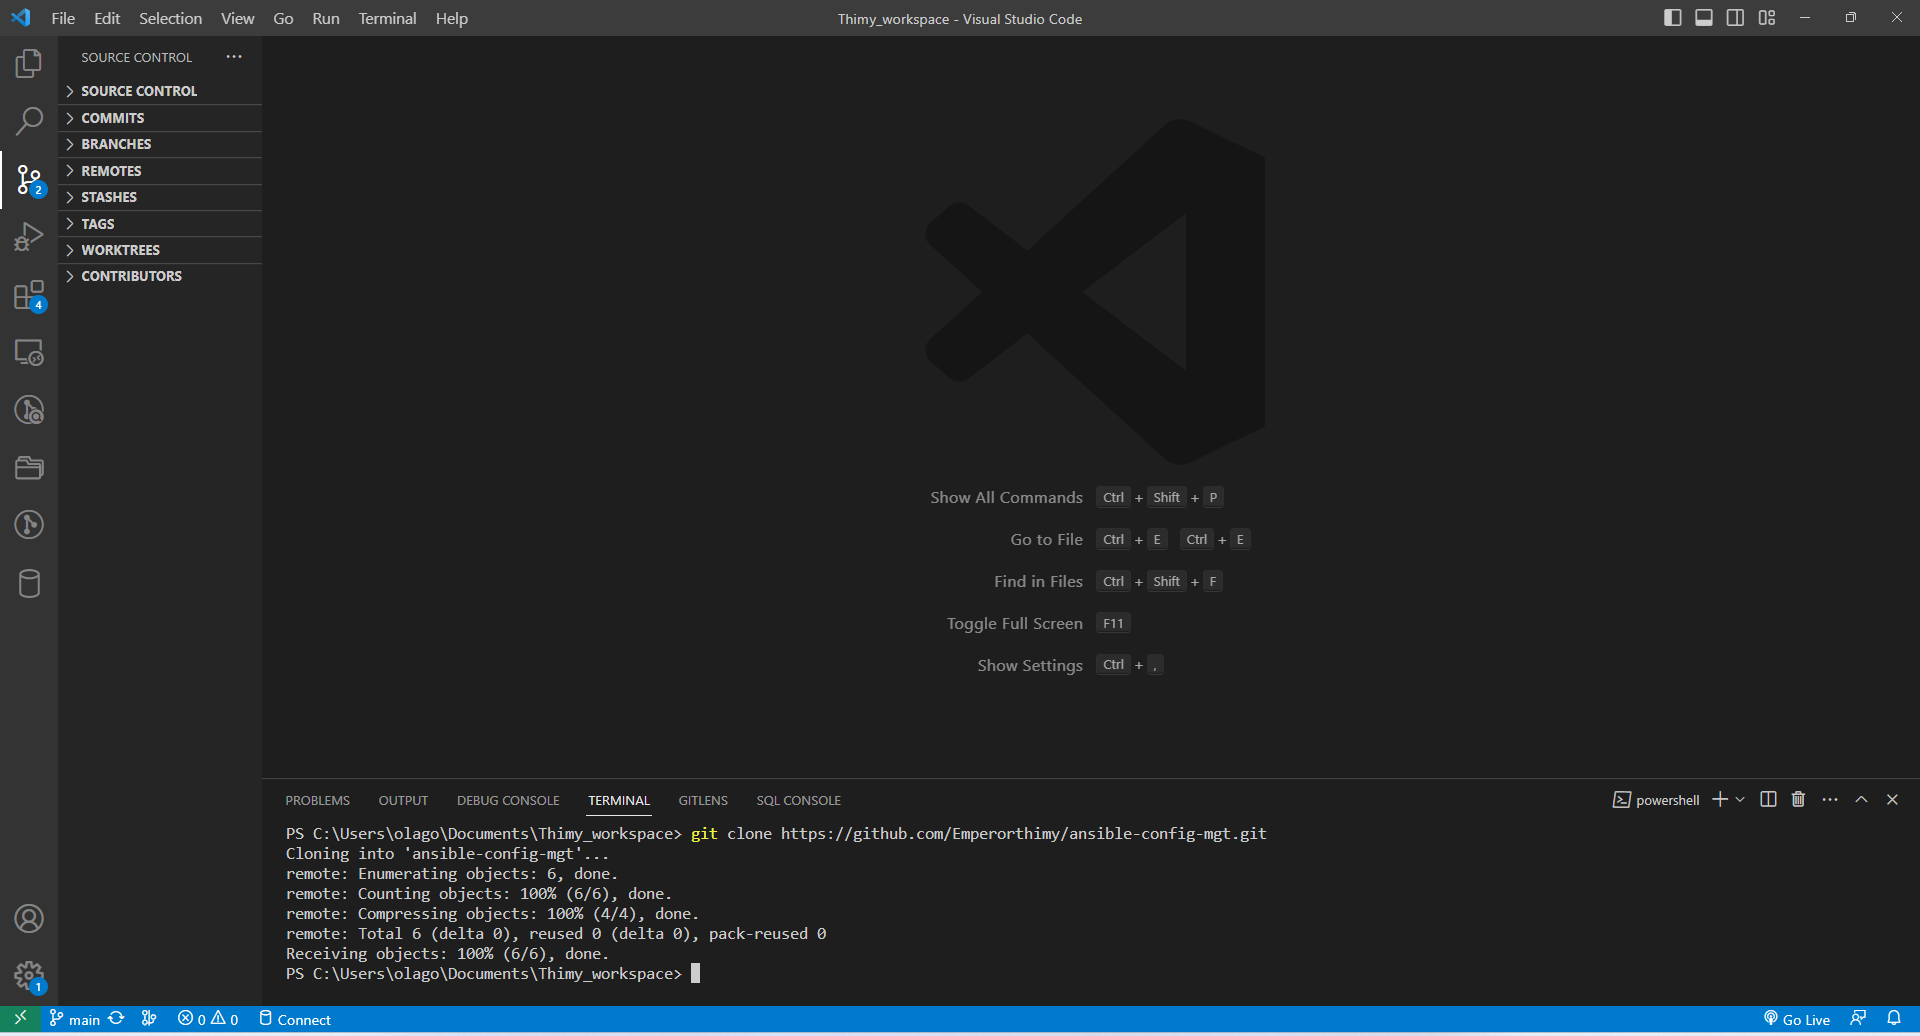 File Edit Selection View Go Run Terminal Help
Thimy_workspace - Visual Studio Code
SOURCE CONTROL
SOURCE CONTROL
COMMITS
BRANCHES
REMOTES
STASHES
TAGS
WORKTREES
CONTRIBUTORS
2
4
1
Show All Commands Ctrl + Shift + P
Go to File Ctrl + E Ctrl + E
Find in Files Ctrl + Shift + F
Toggle Full Screen F11
Show Settings Ctrl + ,
PROBLEMS OUTPUT DEBUG CONSOLE TERMINAL GITLENS SQL CONSOLE
powershell
PS C:\Users\olago\Documents\Thimy_workspace> git clone https://github.com/Emperorthimy/ansible-config-mgt.git
Cloning into 'ansible-config-mgt'...
remote: Enumerating objects: 6, done.
remote: Counting objects: 100% (6/6), done.
remote: Compressing objects: 100% (4/4), done.
remote: Total 6 (delta 0), reused 0 (delta 0), pack-reused 0
Receiving objects: 100% (6/6), done.
PS C:\Users\olago\Documents\Thimy_workspace>
main 0 0 Connect
Go Live